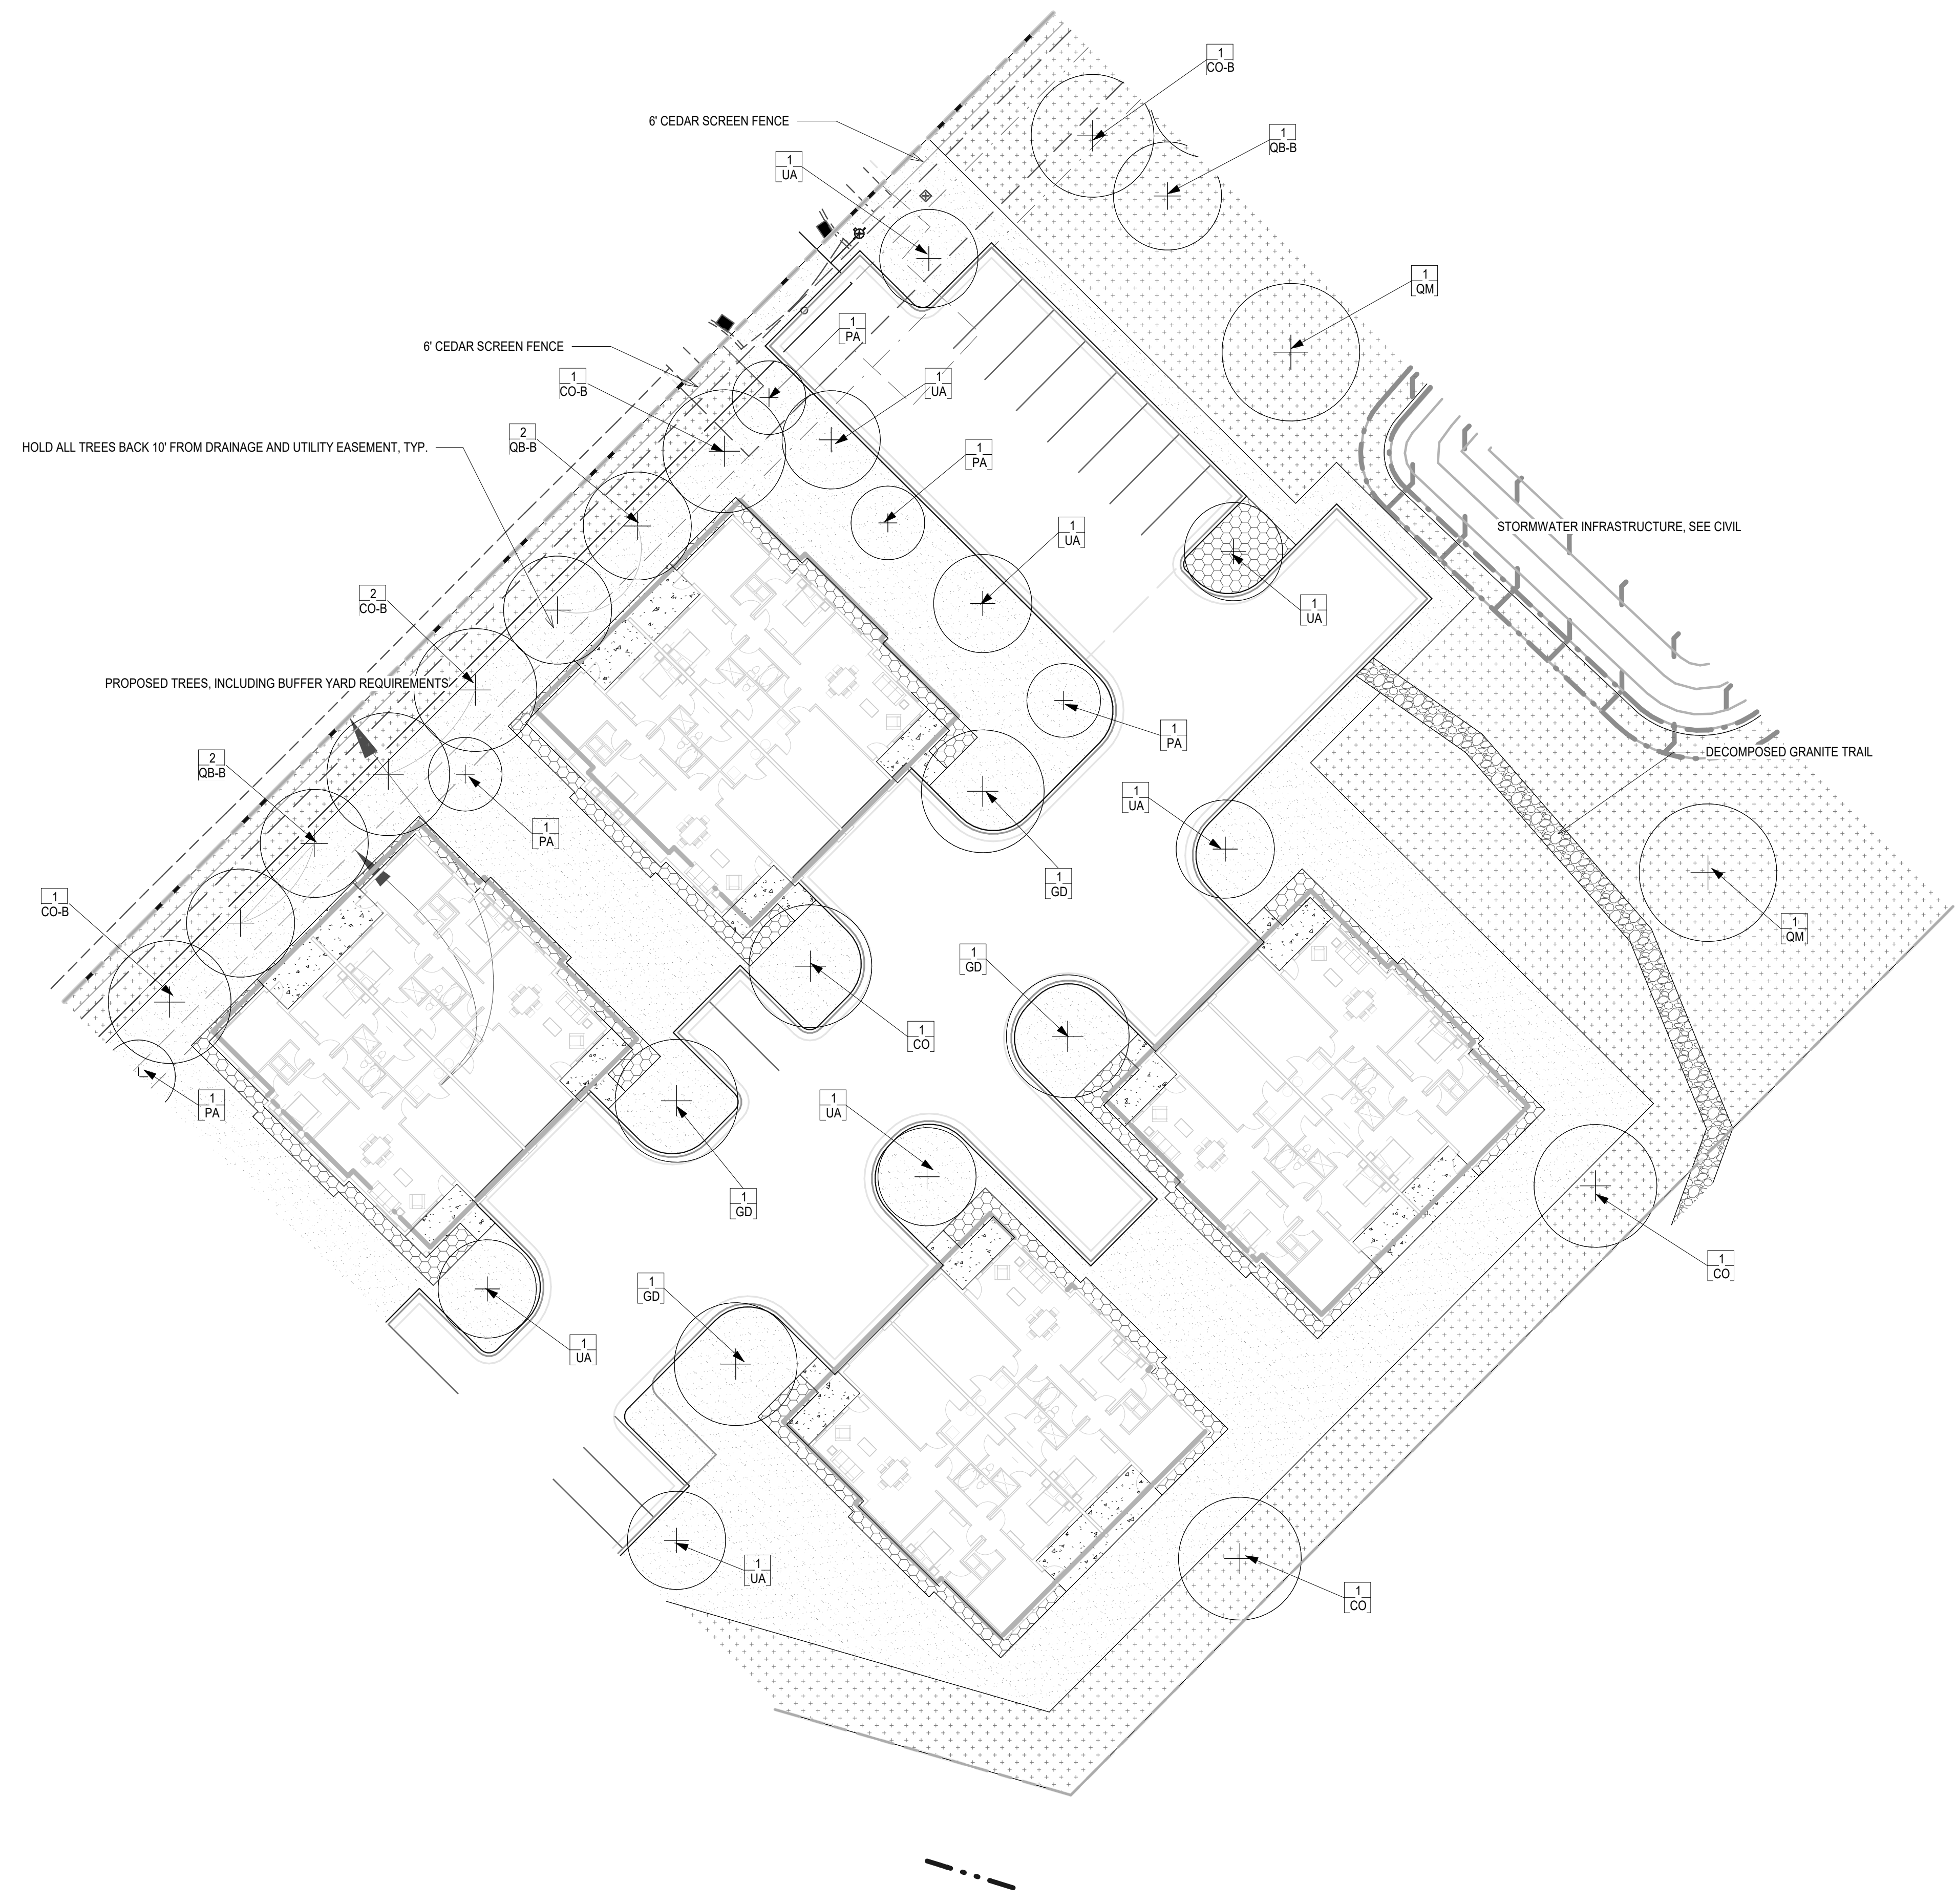 1
CO-B
6' CEDAR SCREEN FENCE
1
QB-B
1
UA
1
QM
1
PA
6' CEDAR SCREEN FENCE
1
CO-B
1
UA
2
QB-B
HOLD ALL TREES BACK 10' FROM DRAINAGE AND UTILITY EASEMENT, TYP.
1
PA
STORMWATER INFRASTRUCTURE, SEE CIVIL
1
UA
2
CO-B
1
UA
PROPOSED TREES, INCLUDING BUFFER YARD REQUIREMENTS
1
PA
DECOMPOSED GRANITE TRAIL
2
QB-B
1
UA
1
PA
1
GD
1
CO-B
1
QM
1
GD
1
CO
1
PA
1
UA
1
GD
1
CO
1
GD
1
UA
1
UA
1
CO